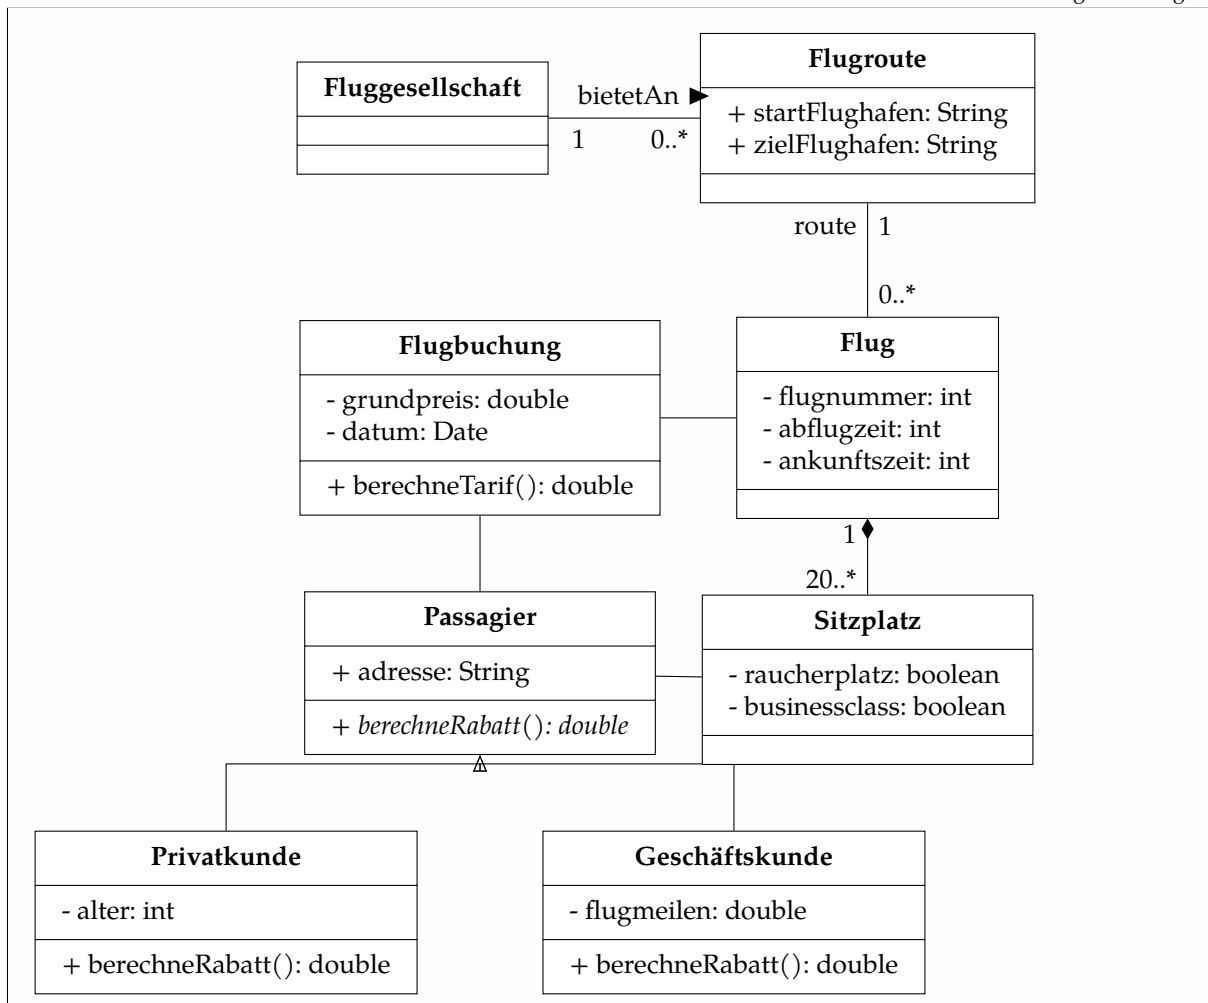 Fluggesellschaft
bietetAn ▶
1
0..*
Flugroute
+ startFlughafen: String
+ zielFlughafen: String
route
1
0..*
Flugbuchung
- grundpreis: double
- datum: Date
+ berechneTarif(): double
Flug
- flugnummer: int
- abflugzeit: int
- ankunftszeit: int
1
20..*
Passagier
+ adresse: String
+ berechneRabatt(): double
Sitzplatz
- raucherplatz: boolean
- businessclass: boolean
Privatkunde
- alter: int
+ berechneRabatt(): double
Geschäftskunde
- flugmeilen: double
+ berechneRabatt(): double